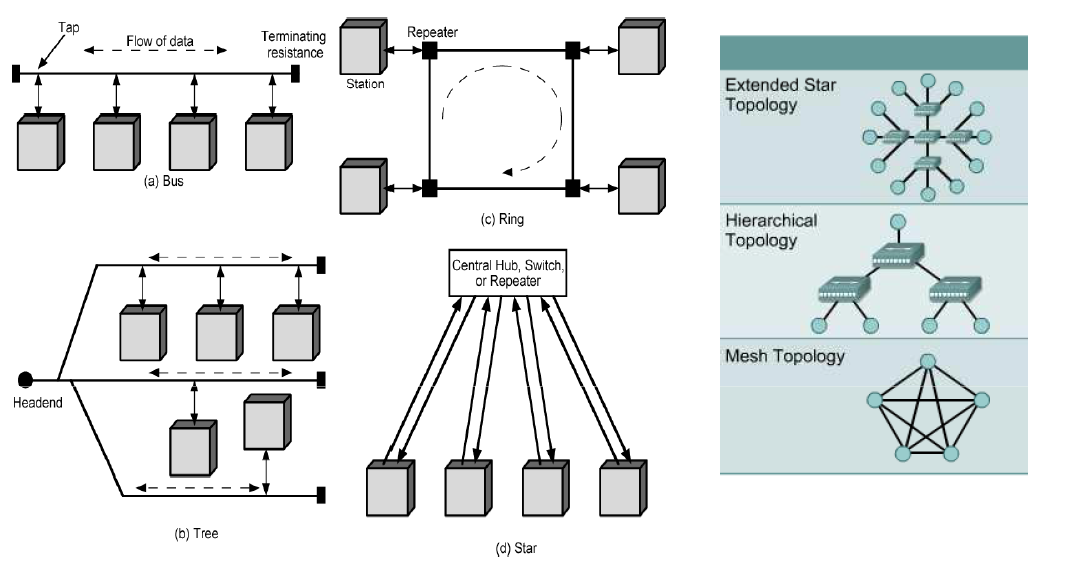 Tap
Flow of data
Terminating
resistance
(a) Bus
Repeater
Station
(c) Ring
Headend
(b) Tree
Central Hub, Switch,
or Repeater
(d) Star
Extended Star
Topology
Hierarchical
Topology
Mesh Topology